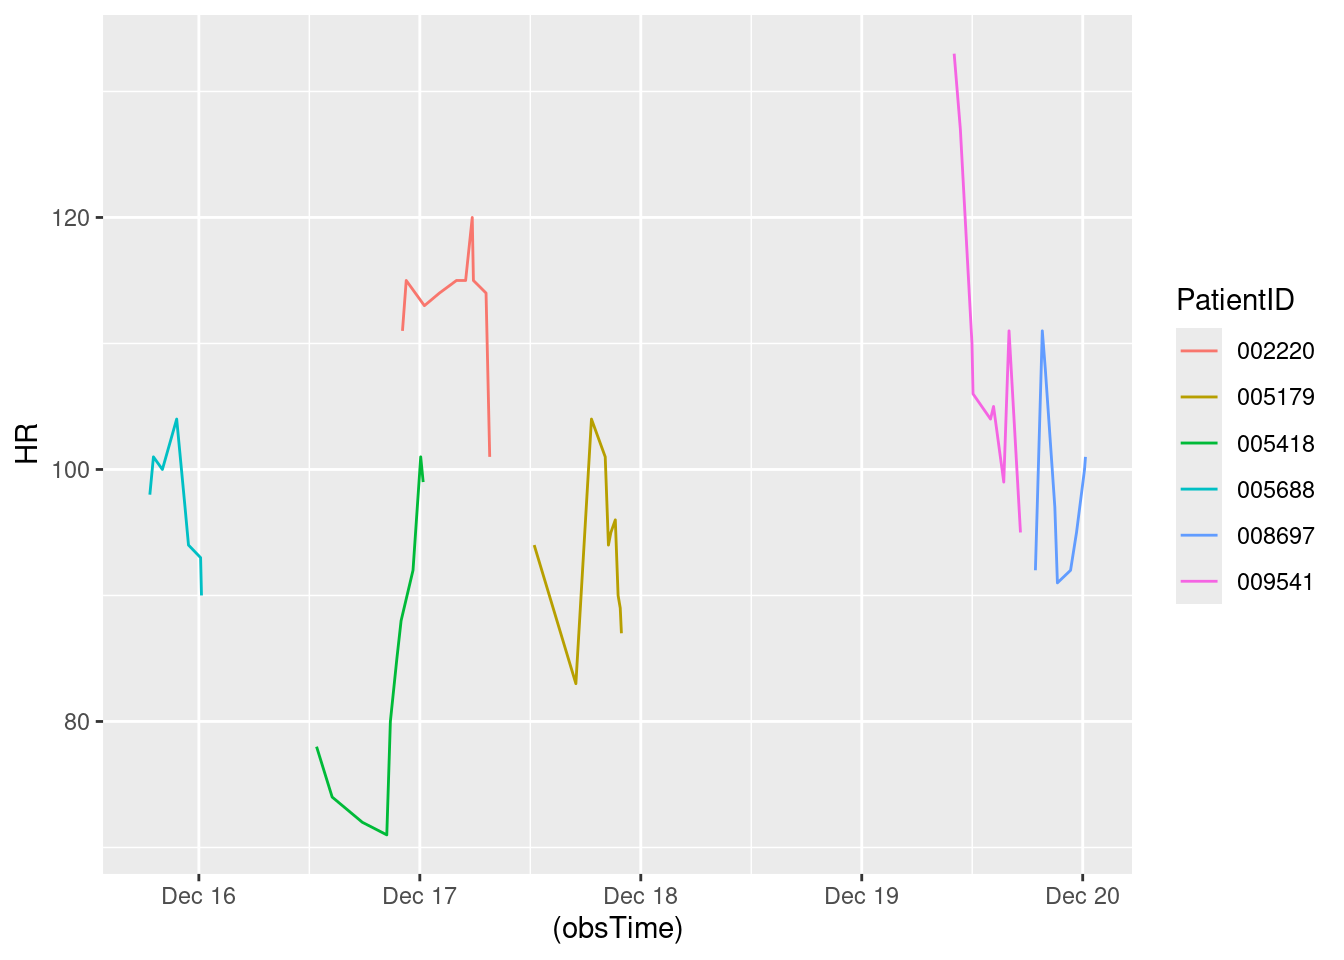 HR
120
100
80
Dec 16
Dec 17
Dec 18
Dec 19
Dec 20
(obsTime)
PatientID
002220
005179
005418
005688
008697
009541